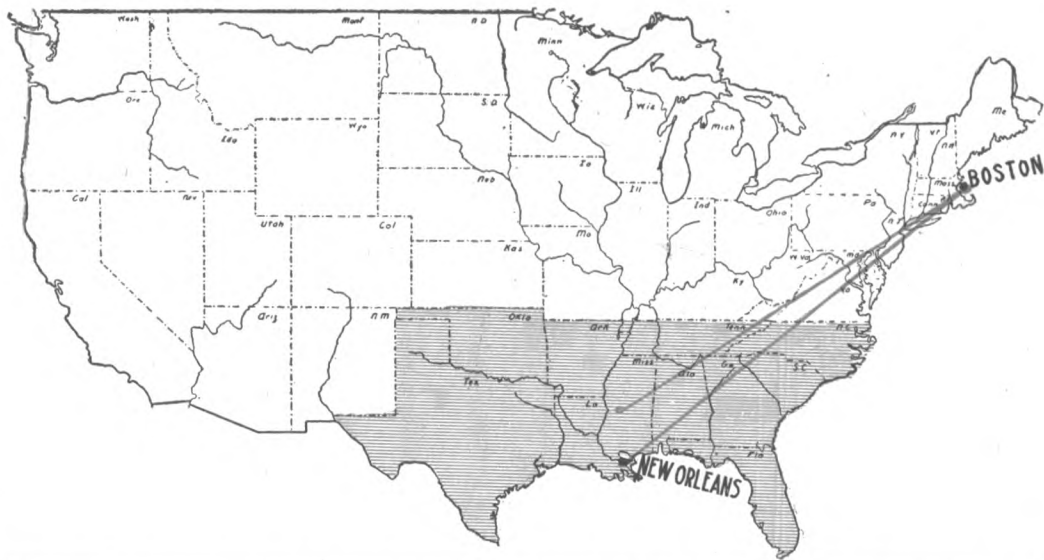 Wash
Mont
N D
Minn
Ore
Ida
Wyo
S.D
Wis
Mich
N Y
VT
N H
Me
Mass
BOSTON
Conn
Cal
Nev
Utah
Col
Neb
Ia
Ill
Ind
Ohio
Pa
N J
Kas
Mo
W Va
Md
Va
Ky
Ariz
N M
Okla
Ark
Tenn
N C
Tex
La
Miss
Ala
Ga
S.C
Fla
NEW ORLEANS